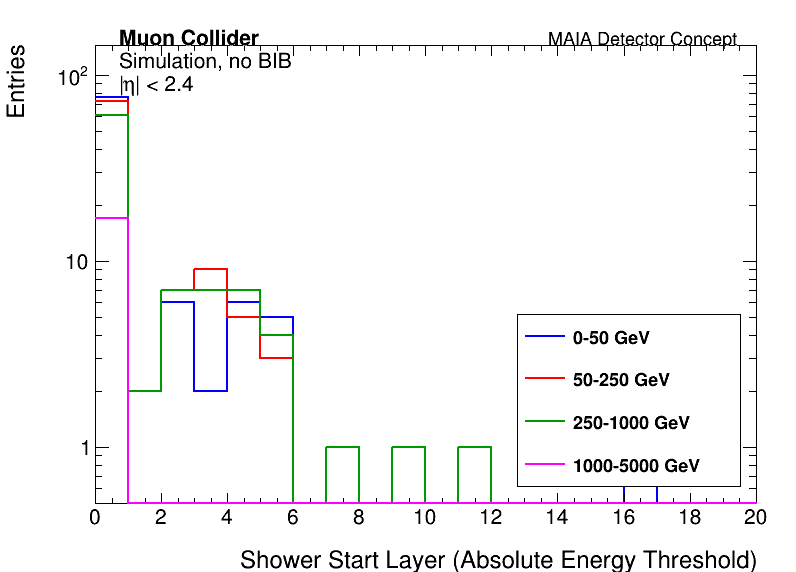 Muon Collider
MAIA Detector Concept
Simulation, no BIB
|η| < 2.4
Entries
10²
10
1
0-50 GeV
50-250 GeV
250-1000 GeV
1000-5000 GeV
0 2 4 6 8 10 12 14 16 18 20
Shower Start Layer (Absolute Energy Threshold)